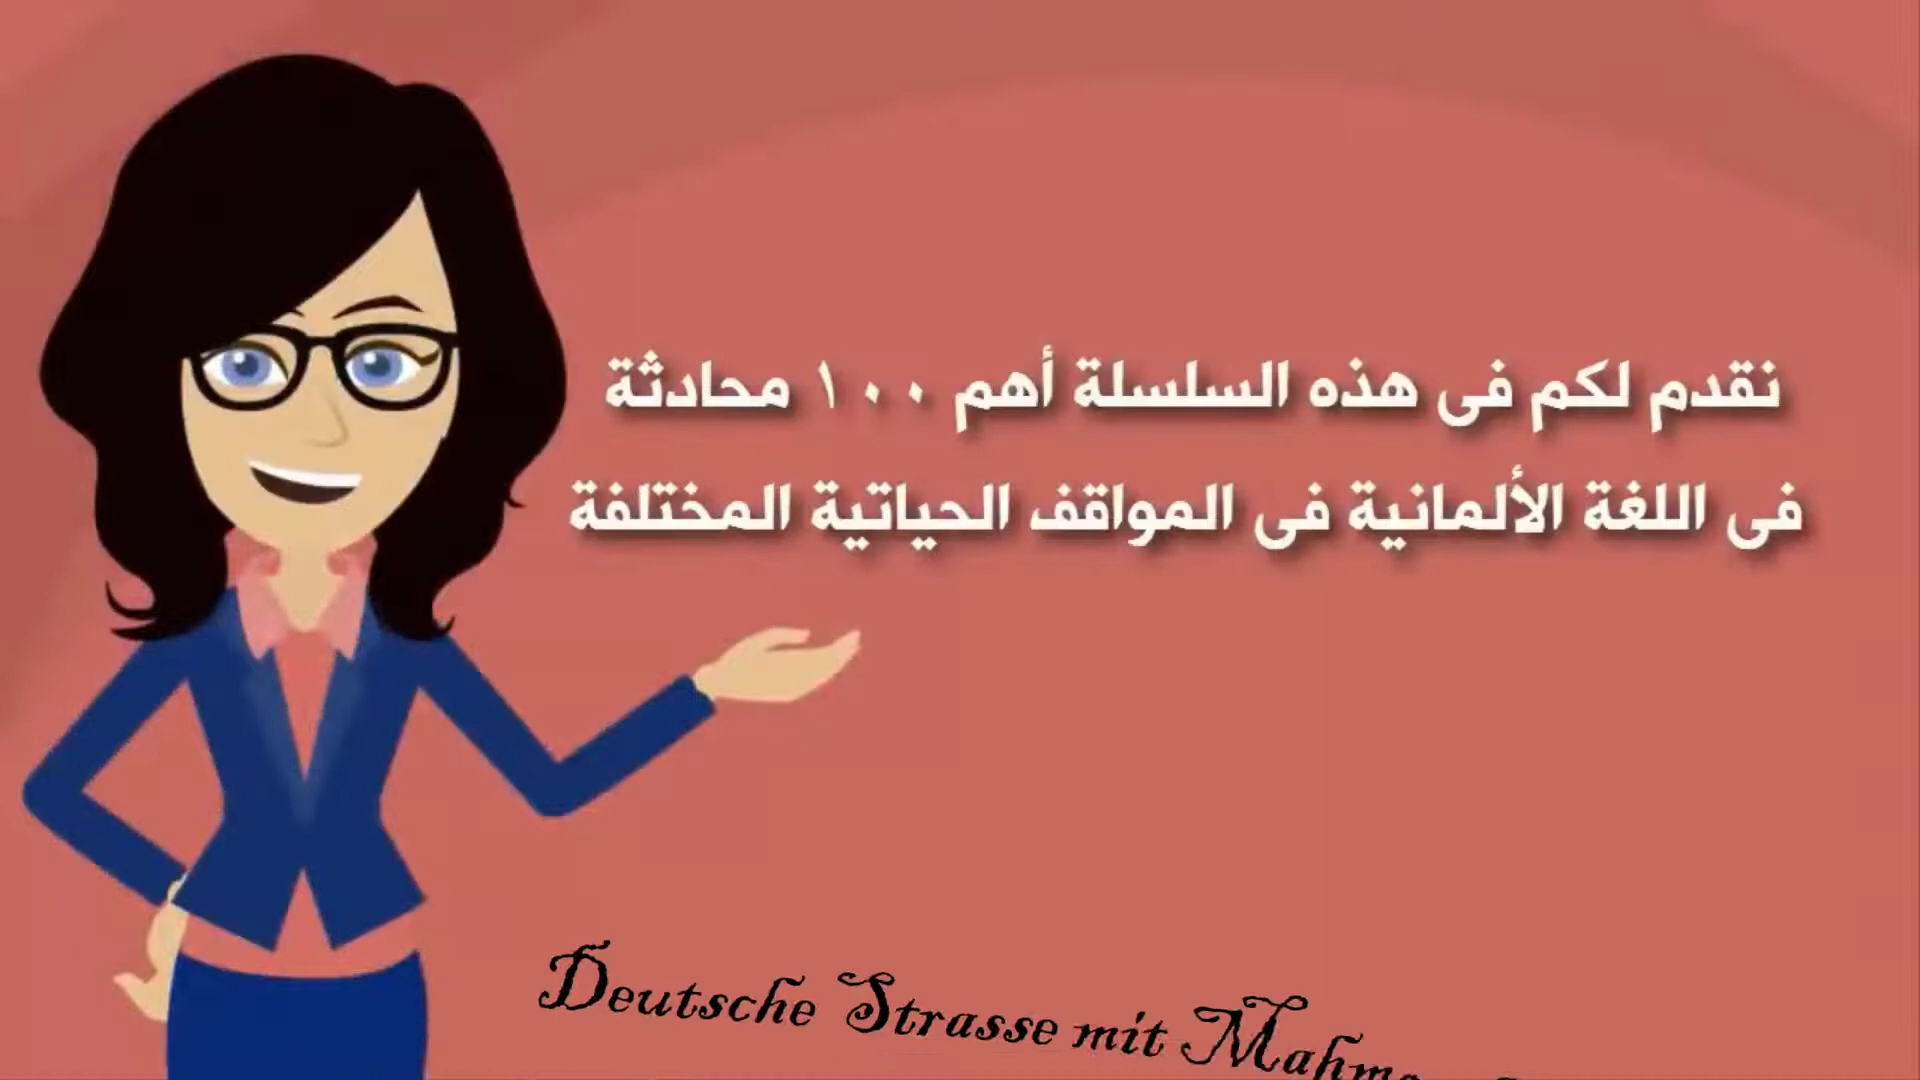 نقدم لكم فى هذه السلسلة أهم ١٠٠ محادثة
فى اللغة الألمانية فى المواقف الحياتية المختلفة
Deutsche Strasse mit